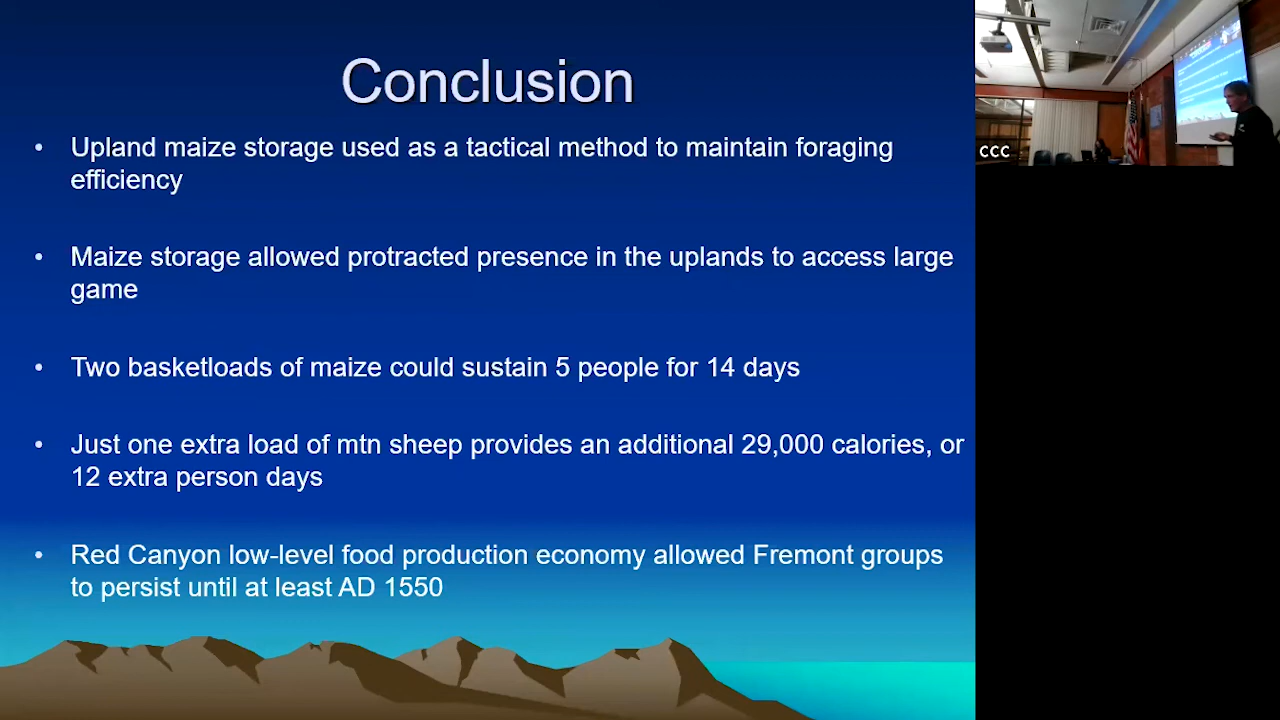 Conclusion
• Upland maize storage used as a tactical method to maintain foraging
efficiency
• Maize storage allowed protracted presence in the uplands to access large
game
• Two basketloads of maize could sustain 5 people for 14 days
• Just one extra load of mtn sheep provides an additional 29,000 calories, or
12 extra person days
• Red Canyon low-level food production economy allowed Fremont groups
to persist until at least AD 1550
CCC